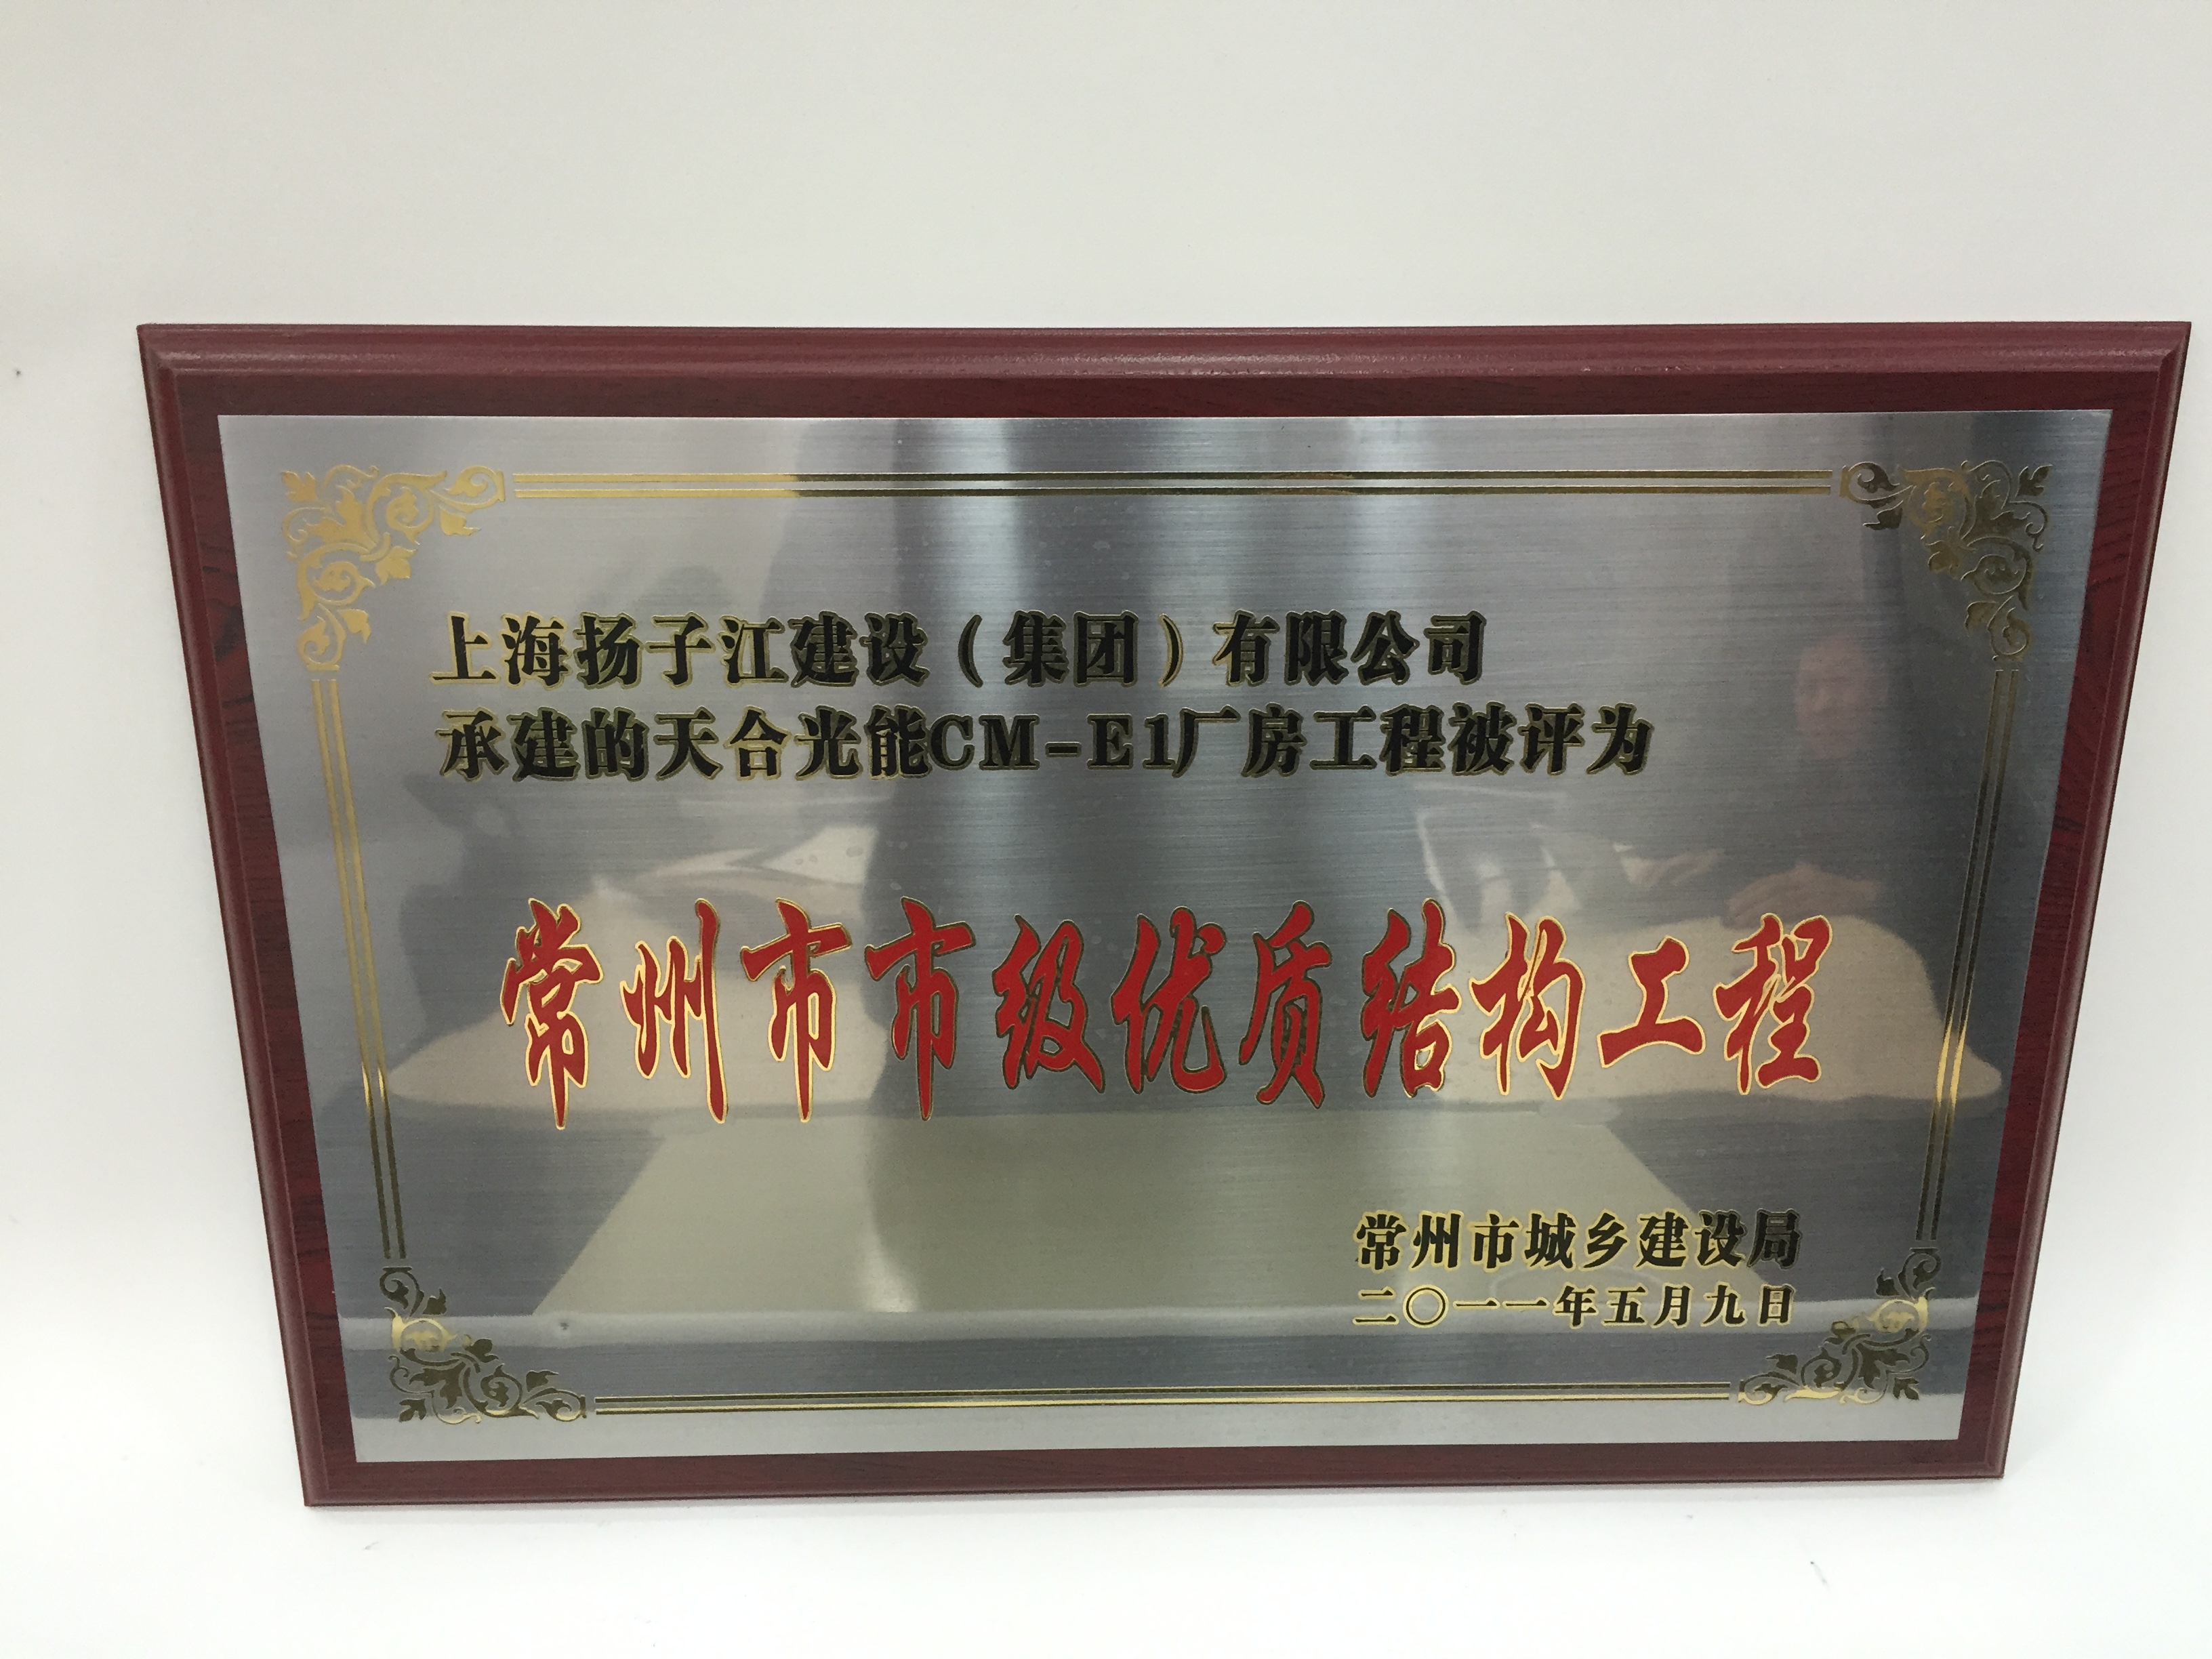 上海扬子江建设（集团）有限公司
承建的天合光能CM-E1厂房工程被评为
常州市市级优质结构工程
常州市城乡建设局
二〇一一年五月九日